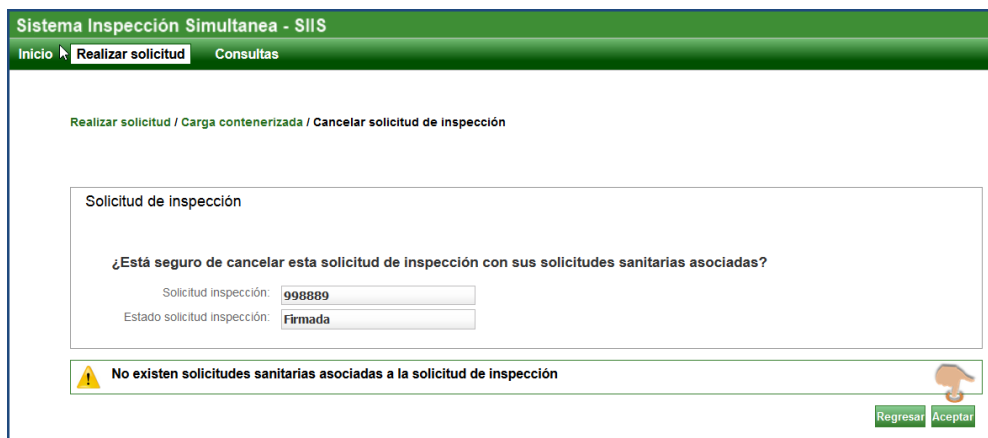 Sistema Inspección Simultanea - SIIS
Inicio Realizar solicitud Consultas
Realizar solicitud / Carga contenerizada / Cancelar solicitud de inspección
Solicitud de inspección
¿Está seguro de cancelar esta solicitud de inspección con sus solicitudes sanitarias asociadas?
Solicitud inspección: 998889
Estado solicitud inspección: Firmada
No existen solicitudes sanitarias asociadas a la solicitud de inspección
Regresar Aceptar